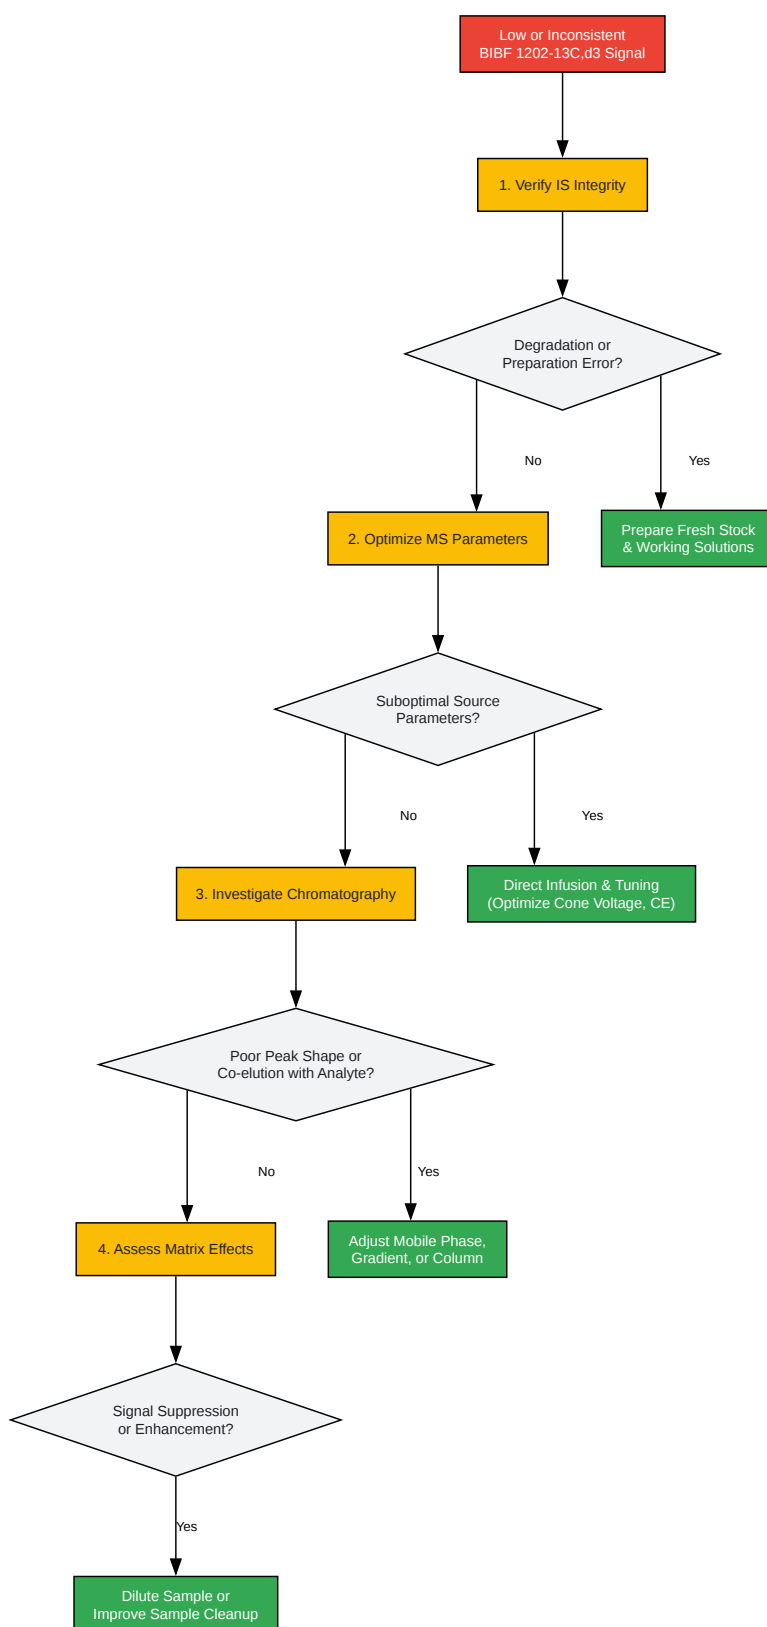 Low or Inconsistent
BIBF 1202-13C,d3 Signal
1. Verify IS Integrity
Degradation or
Preparation Error?
No
Yes
2. Optimize MS Parameters
Prepare Fresh Stock
& Working Solutions
Suboptimal Source
Parameters?
No
Yes
3. Investigate Chromatography
Direct Infusion & Tuning
(Optimize Cone Voltage, CE)
Poor Peak Shape or
Co-elution with Analyte?
No
Yes
4. Assess Matrix Effects
Adjust Mobile Phase,
Gradient, or Column
Signal Suppression
or Enhancement?
Yes
Dilute Sample or
Improve Sample Cleanup